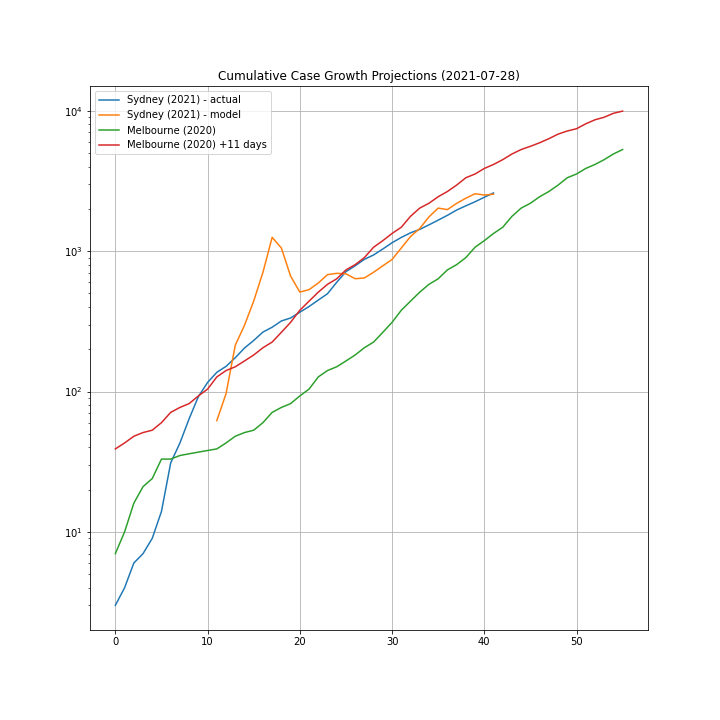 Cumulative Case Growth Projections (2021-07-28)
Sydney (2021) - actual
Sydney (2021) - model
Melbourne (2020)
Melbourne (2020) +11 days
10⁴
10³
10²
10¹
0 10 20 30 40 50